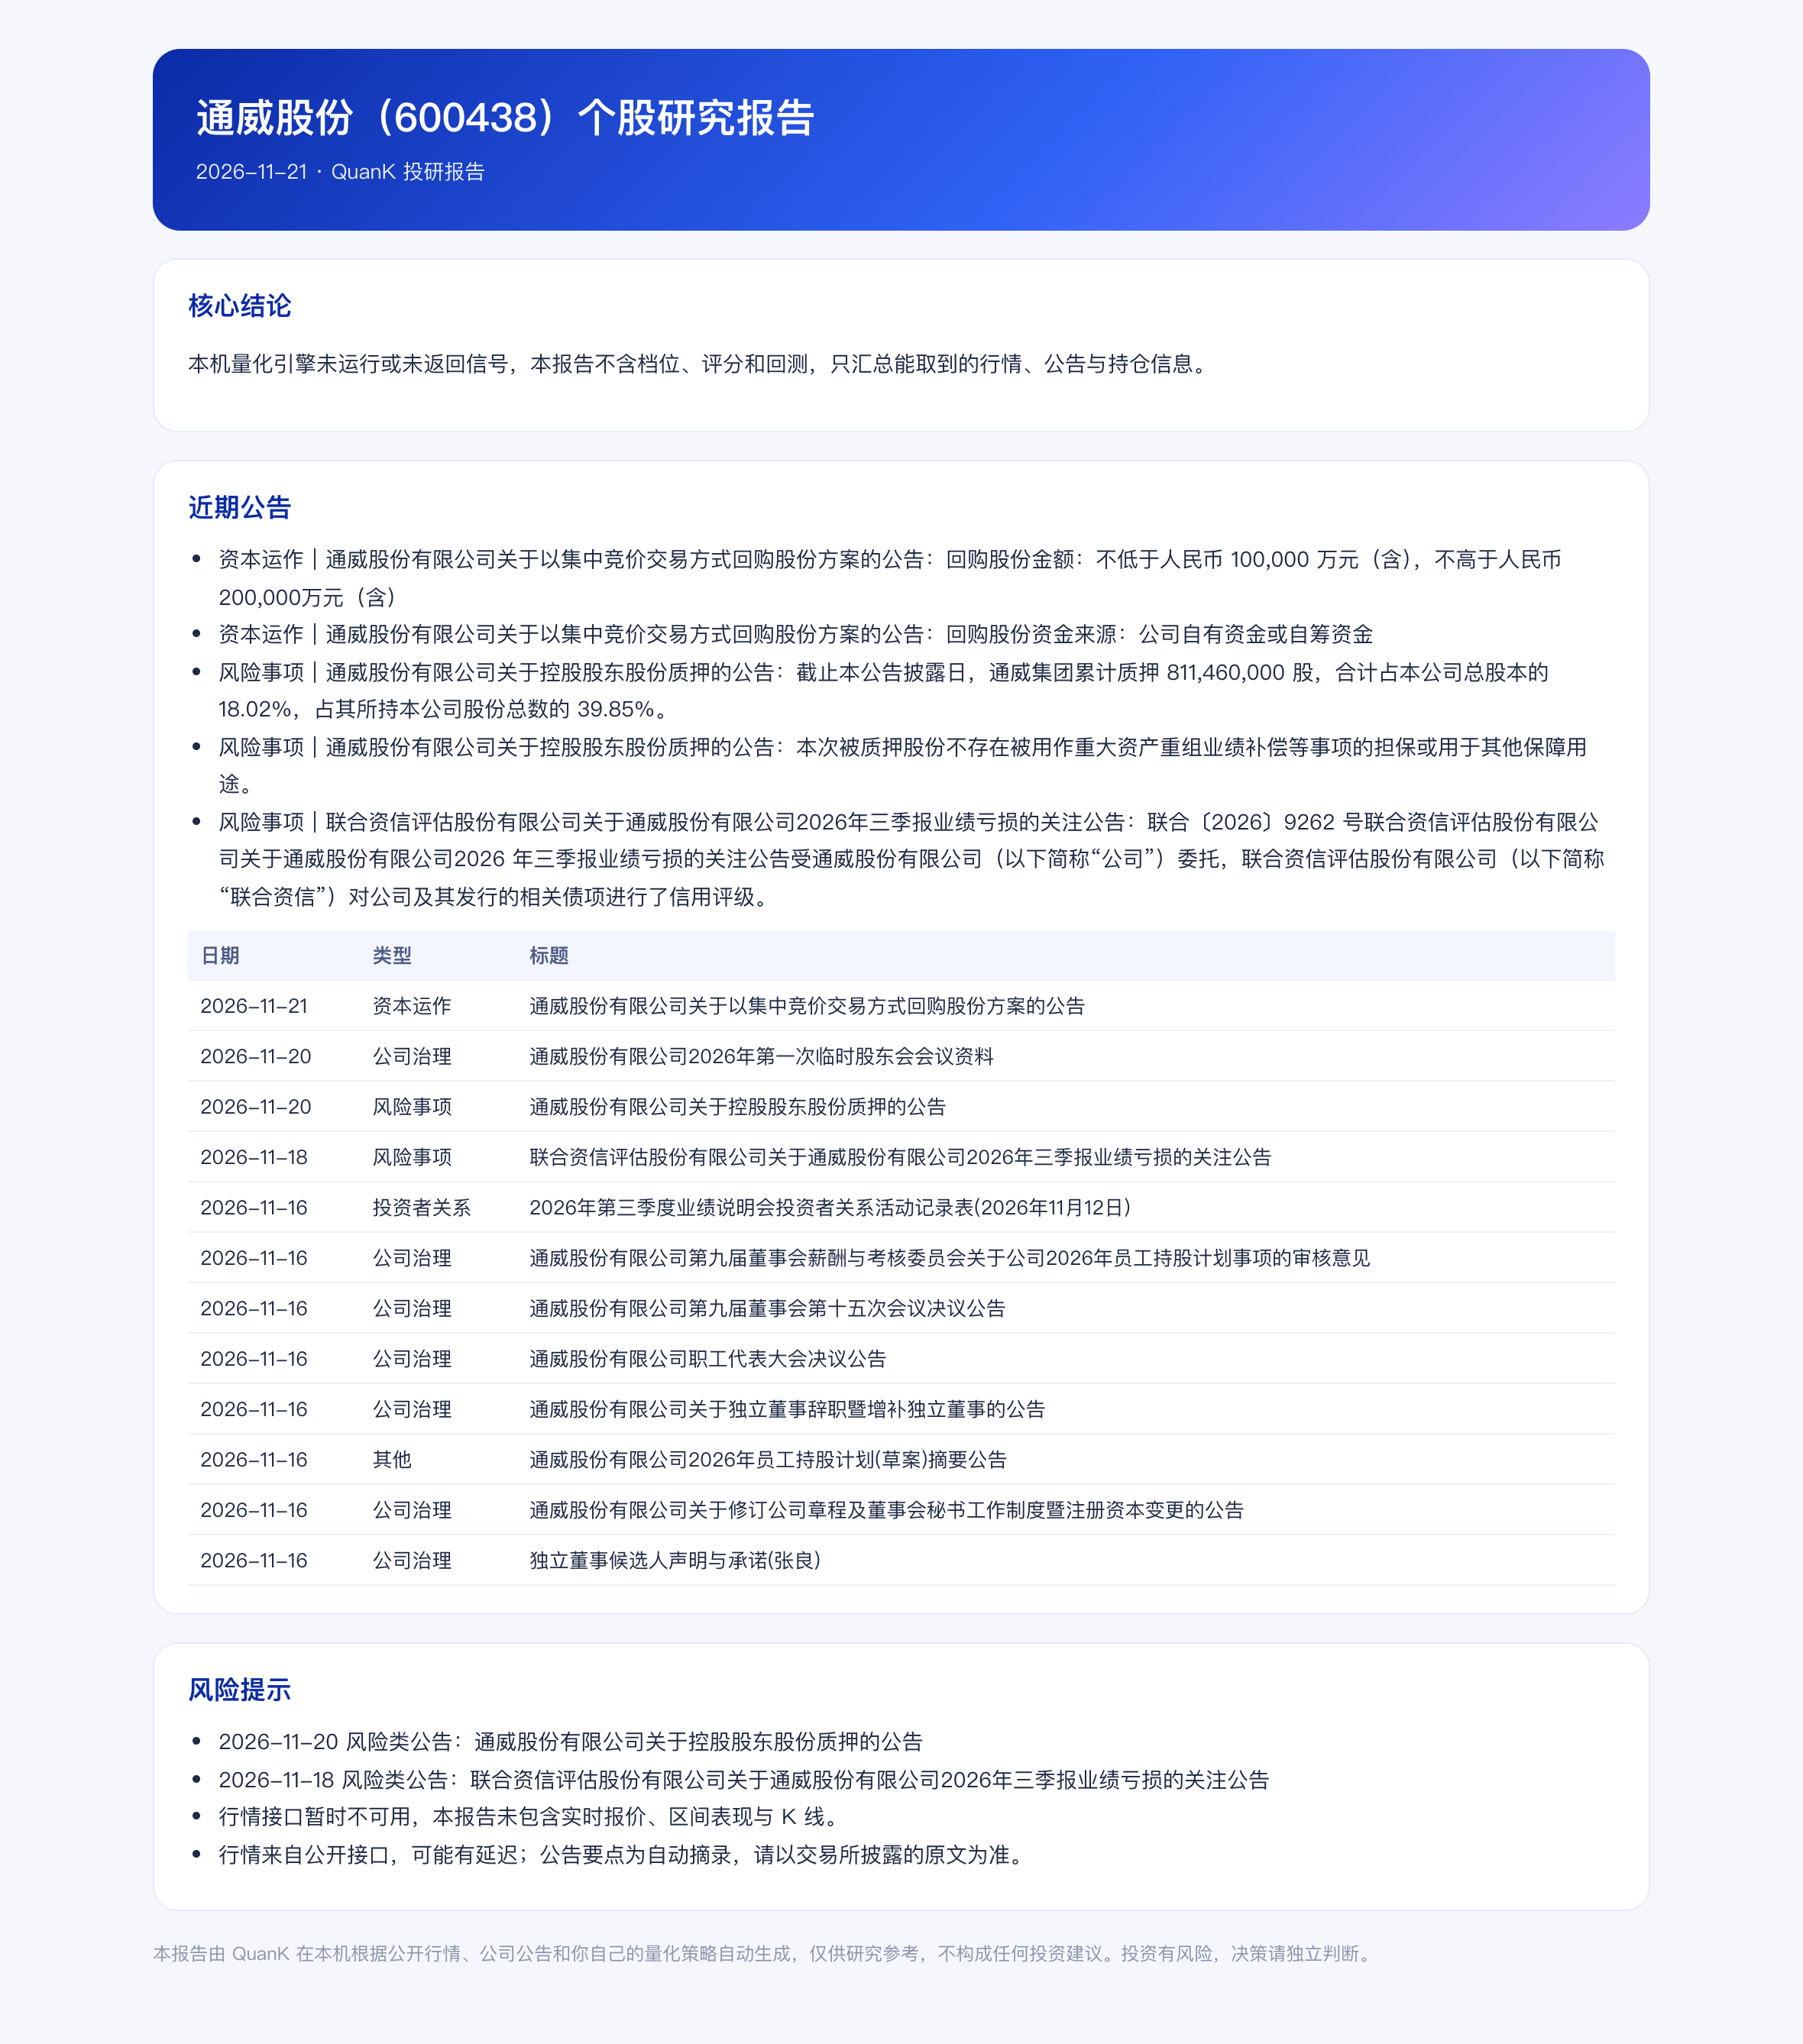 通威股份（600438）个股研究报告
2026-11-21 · QuanK 投研报告
核心结论
本机量化引擎未运行或未返回信号，本报告不含档位、评分和回测，只汇总能取到的行情、公告与持仓信息。
近期公告
• 资本运作｜通威股份有限公司关于以集中竞价交易方式回购股份方案的公告：回购股份金额：不低于人民币 100,000 万元（含），不高于人民币
200,000万元（含）
• 资本运作｜通威股份有限公司关于以集中竞价交易方式回购股份方案的公告：回购股份资金来源：公司自有资金或自筹资金
• 风险事项｜通威股份有限公司关于控股股东股份质押的公告：截止本公告披露日，通威集团累计质押 811,460,000 股，合计占本公司总股本的
18.02%，占其所持本公司股份总数的 39.85%。
• 风险事项｜通威股份有限公司关于控股股东股份质押的公告：本次被质押股份不存在被用作重大资产重组业绩补偿等事项的担保或用于其他保障用
途。
• 风险事项｜联合资信评估股份有限公司关于通威股份有限公司2026年三季报业绩亏损的关注公告：联合〔2026〕9262 号联合资信评估股份有限公
司关于通威股份有限公司2026 年三季报业绩亏损的关注公告受通威股份有限公司（以下简称“公司”）委托，联合资信评估股份有限公司（以下简称
“联合资信”）对公司及其发行的相关债项进行了信用评级。
日期 类型 标题
2026-11-21 资本运作 通威股份有限公司关于以集中竞价交易方式回购股份方案的公告
2026-11-20 公司治理 通威股份有限公司2026年第一次临时股东会会议资料
2026-11-20 风险事项 通威股份有限公司关于控股股东股份质押的公告
2026-11-18 风险事项 联合资信评估股份有限公司关于通威股份有限公司2026年三季报业绩亏损的关注公告
2026-11-16 投资者关系 2026年第三季度业绩说明会投资者关系活动记录表(2026年11月12日)
2026-11-16 公司治理 通威股份有限公司第九届董事会薪酬与考核委员会关于公司2026年员工持股计划事项的审核意见
2026-11-16 公司治理 通威股份有限公司第九届董事会第十五次会议决议公告
2026-11-16 公司治理 通威股份有限公司职工代表大会决议公告
2026-11-16 公司治理 通威股份有限公司关于独立董事辞职暨增补独立董事的公告
2026-11-16 其他 通威股份有限公司2026年员工持股计划(草案)摘要公告
2026-11-16 公司治理 通威股份有限公司关于修订公司章程及董事会秘书工作制度暨注册资本变更的公告
2026-11-16 公司治理 独立董事候选人声明与承诺(张良)
风险提示
• 2026-11-20 风险类公告：通威股份有限公司关于控股股东股份质押的公告
• 2026-11-18 风险类公告：联合资信评估股份有限公司关于通威股份有限公司2026年三季报业绩亏损的关注公告
• 行情接口暂时不可用，本报告未包含实时报价、区间表现与 K 线。
• 行情来自公开接口，可能有延迟；公告要点为自动摘录，请以交易所披露的原文为准。
本报告由 QuanK 在本机根据公开行情、公司公告和你自己的量化策略自动生成，仅供研究参考，不构成任何投资建议。投资有风险，决策请独立判断。